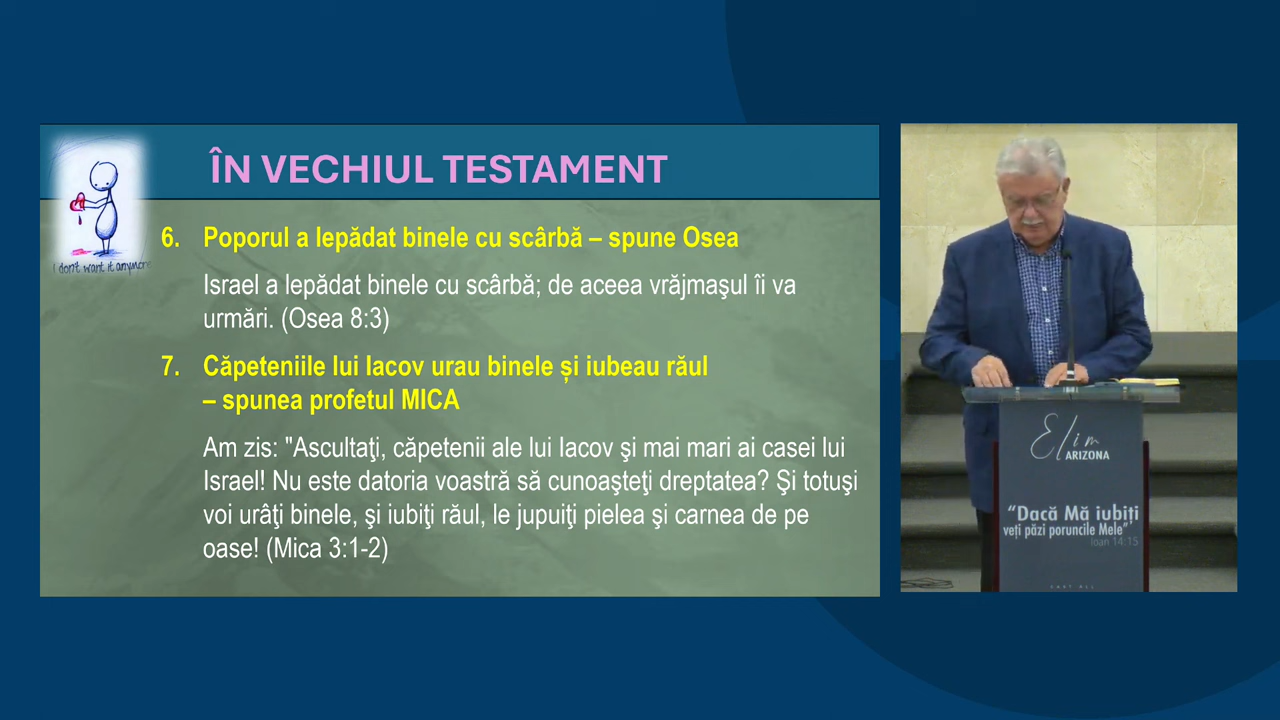 I don't want it anymore
ÎN VECHIUL TESTAMENT
6. Poporul a lepădat binele cu scârbă – spune Osea
Israel a lepădat binele cu scârbă; de aceea vrăjmaşul îi va
urmări. (Osea 8:3)
7. Căpeteniile lui Iacov urau binele și iubeau răul
– spunea profetul MICA
Am zis: "Ascultaţi, căpetenii ale lui Iacov şi mai mari ai casei lui
Israel! Nu este datoria voastră să cunoaşteţi dreptatea? Şi totuşi
voi urâţi binele, şi iubiţi răul, le jupuiţi pielea şi carnea de pe
oase! (Mica 3:1-2)
Elim
ARIZONA
“Dacă Mă iubiți
veți păzi poruncile Mele”
Ioan 14:15